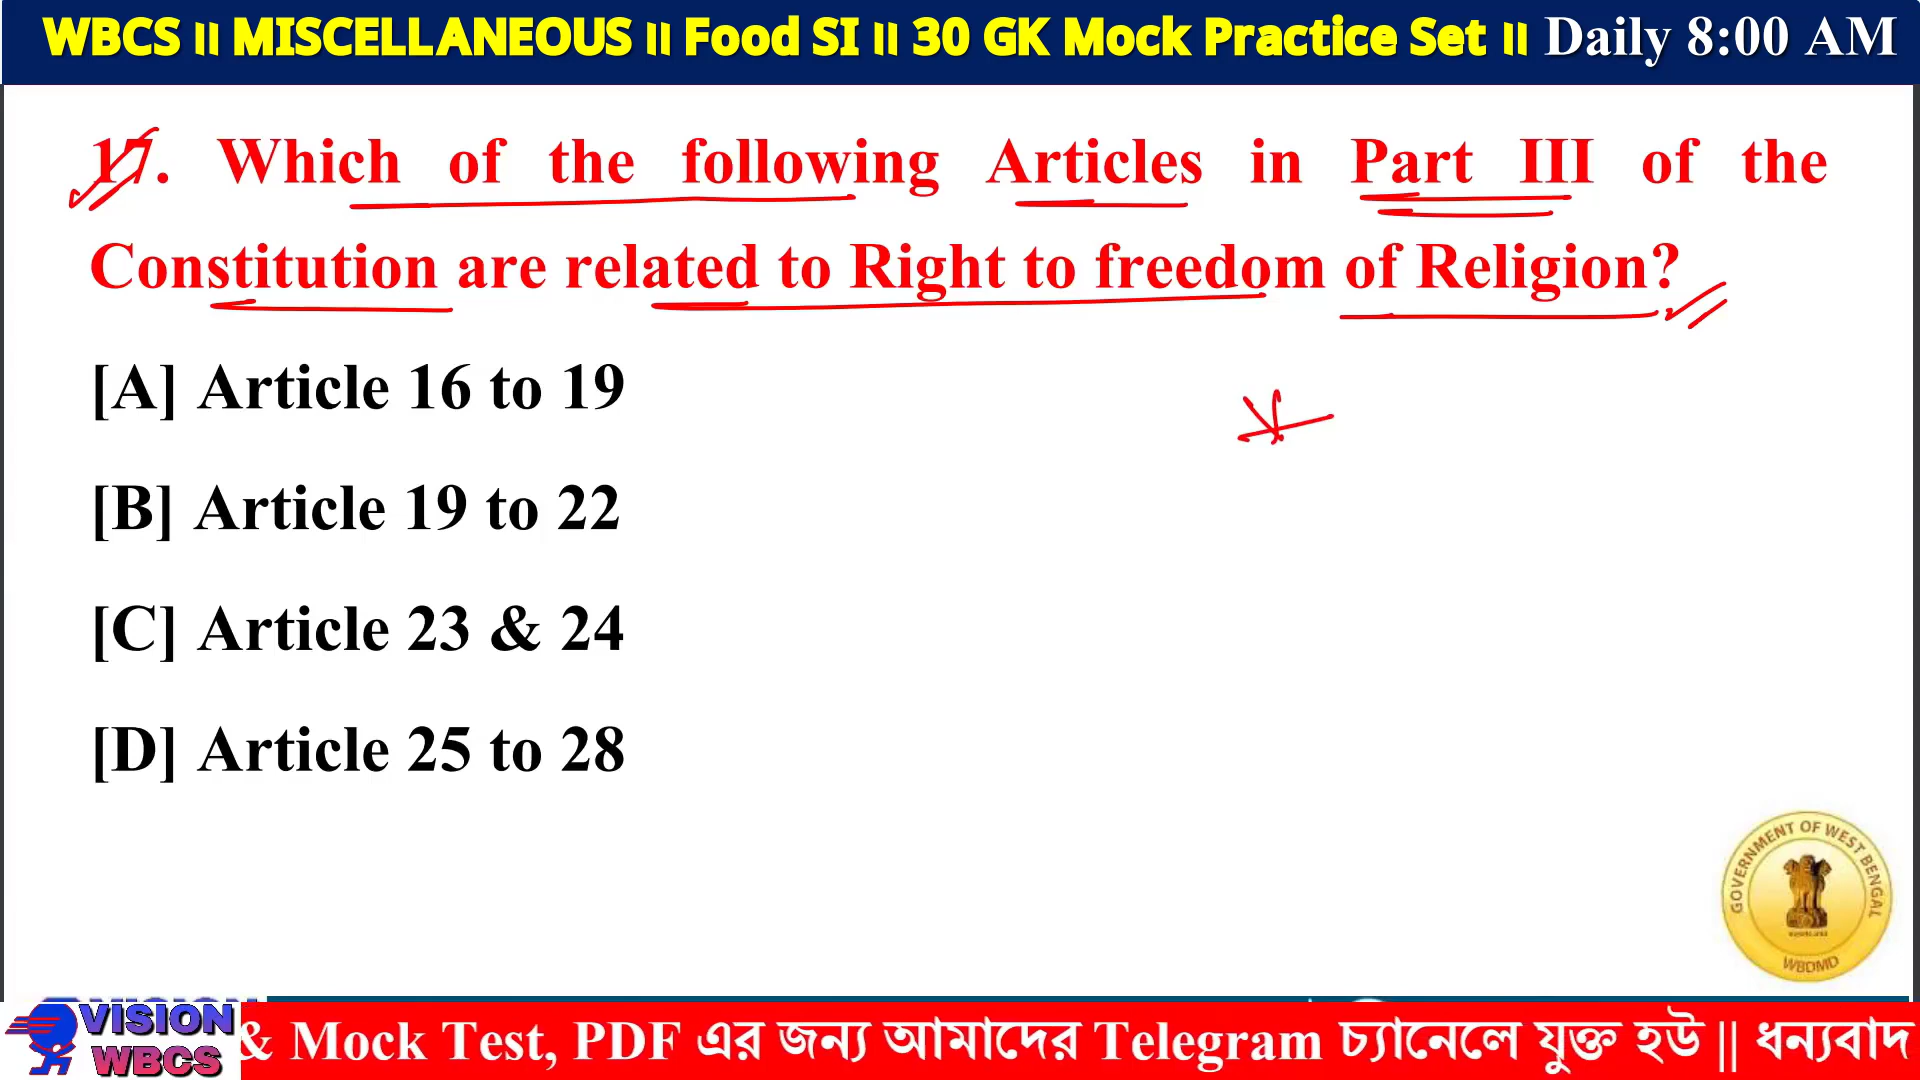 WBCS ॥ MISCELLANEOUS ॥ Food SI ॥ 30 GK Mock Practice Set ॥ Daily 8:00 AM
17. Which of the following Articles in Part III of the
Constitution are related to Right to freedom of Religion?
[A] Article 16 to 19
[B] Article 19 to 22
[C] Article 23 & 24
[D] Article 25 to 28
GOVERNMENT OF WEST BENGAL
WBDMD
VISION
WBCS
& Mock Test, PDF এর জন্য আমাদের Telegram চ্যানেলে যুক্ত হউ || ধন্যবাদ